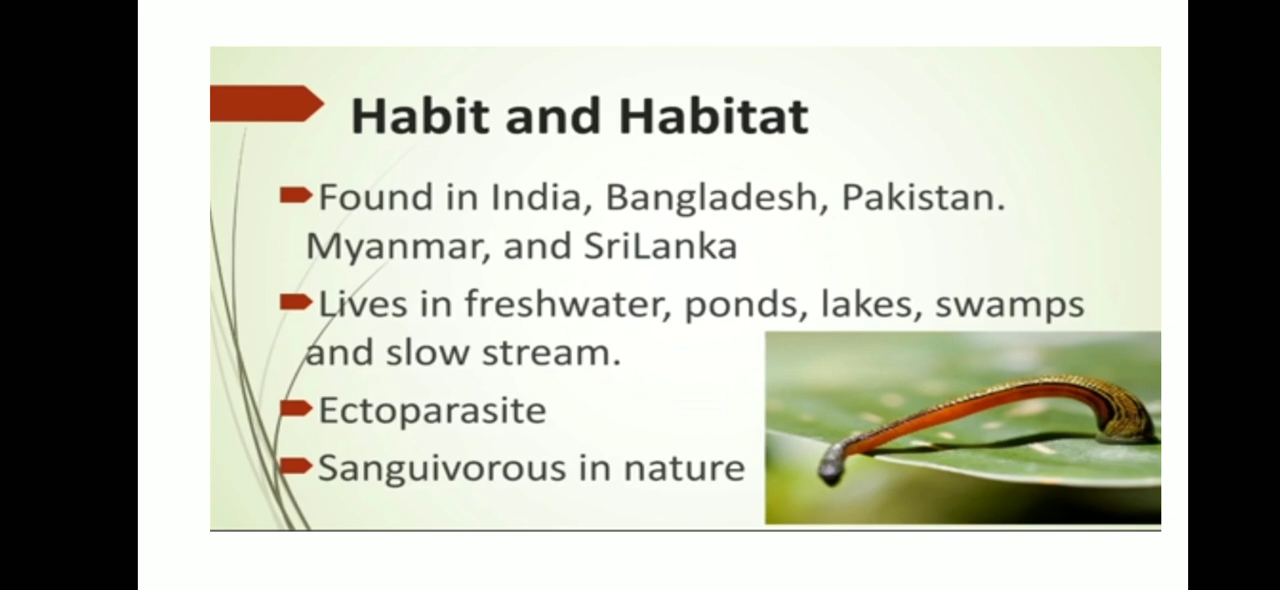 Habit and Habitat
Found in India, Bangladesh, Pakistan.
Myanmar, and SriLanka
Lives in freshwater, ponds, lakes, swamps
and slow stream.
Ectoparasite
Sanguivorous in nature